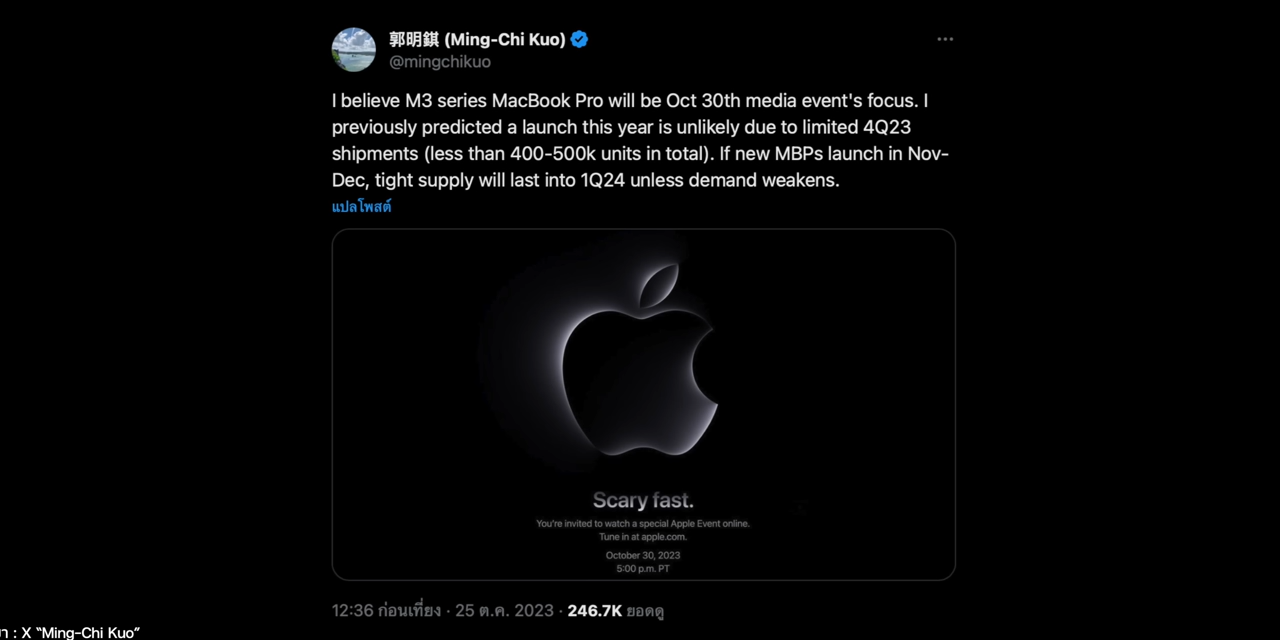 郭明錤 (Ming-Chi Kuo)
@mingchikuo
I believe M3 series MacBook Pro will be Oct 30th media event's focus. I
previously predicted a launch this year is unlikely due to limited 4Q23
shipments (less than 400-500k units in total). If new MBPs launch in Nov-
Dec, tight supply will last into 1Q24 unless demand weakens.
แปลโพสต์
Scary fast.
You're invited to watch a special Apple Event online.
Tune in at apple.com.
October 30, 2023
5:00 p.m. PT
12:36 ก่อนเที่ยง · 25 ต.ค. 2023 · 246.7K ยอดดู
: X “Ming-Chi Kuo”